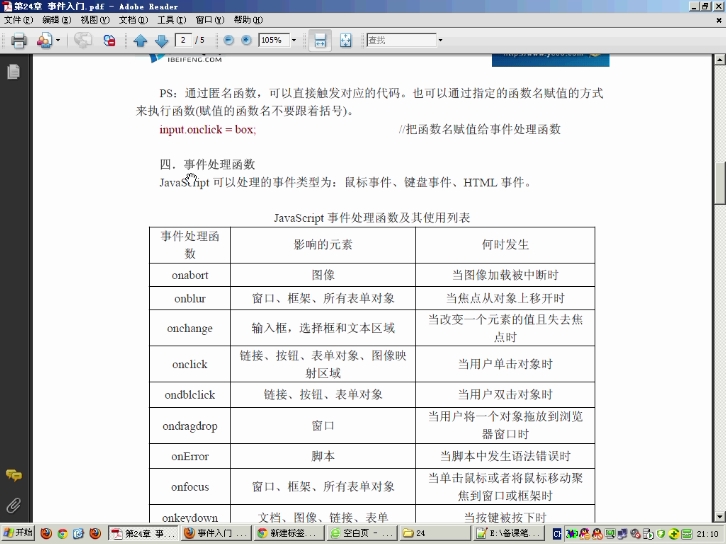 第24章 事件入门.pdf - Adobe Reader
文件(F) 编辑(E) 视图(V) 文档(D) 工具(T) 窗口(W) 帮助(H)
2 / 5 105% 查找
IBEIFENG.COM
PS：通过匿名函数，可以直接触发对应的代码。也可以通过指定的函数名赋值的方式
来执行函数(赋值的函数名不要跟着括号)。
input.onclick = box; //把函数名赋值给事件处理函数
四．事件处理函数
JavaScript 可以处理的事件类型为：鼠标事件、键盘事件、HTML 事件。
JavaScript 事件处理函数及其使用列表
事件处理函数 影响的元素 何时发生
onabort 图像 当图像加载被中断时
onblur 窗口、框架、所有表单对象 当焦点从对象上移开时
onchange 输入框，选择框和文本区域 当改变一个元素的值且失去焦点时
onclick 链接、按钮、表单对象、图像映射区域 当用户单击对象时
ondblclick 链接、按钮、表单对象 当用户双击对象时
ondragdrop 窗口 当用户将一个对象拖放到浏览器窗口时
onError 脚本 当脚本中发生语法错误时
onfocus 窗口、框架、所有表单对象 当单击鼠标或者将鼠标移动聚焦到窗口或框架时
onkeydown 文档、图像、链接、表单 当按键被按下时
开始 第24章 事... 事件入门 ... 新建标签... 空白页 - ... 24 E:\备课笔... 21:10